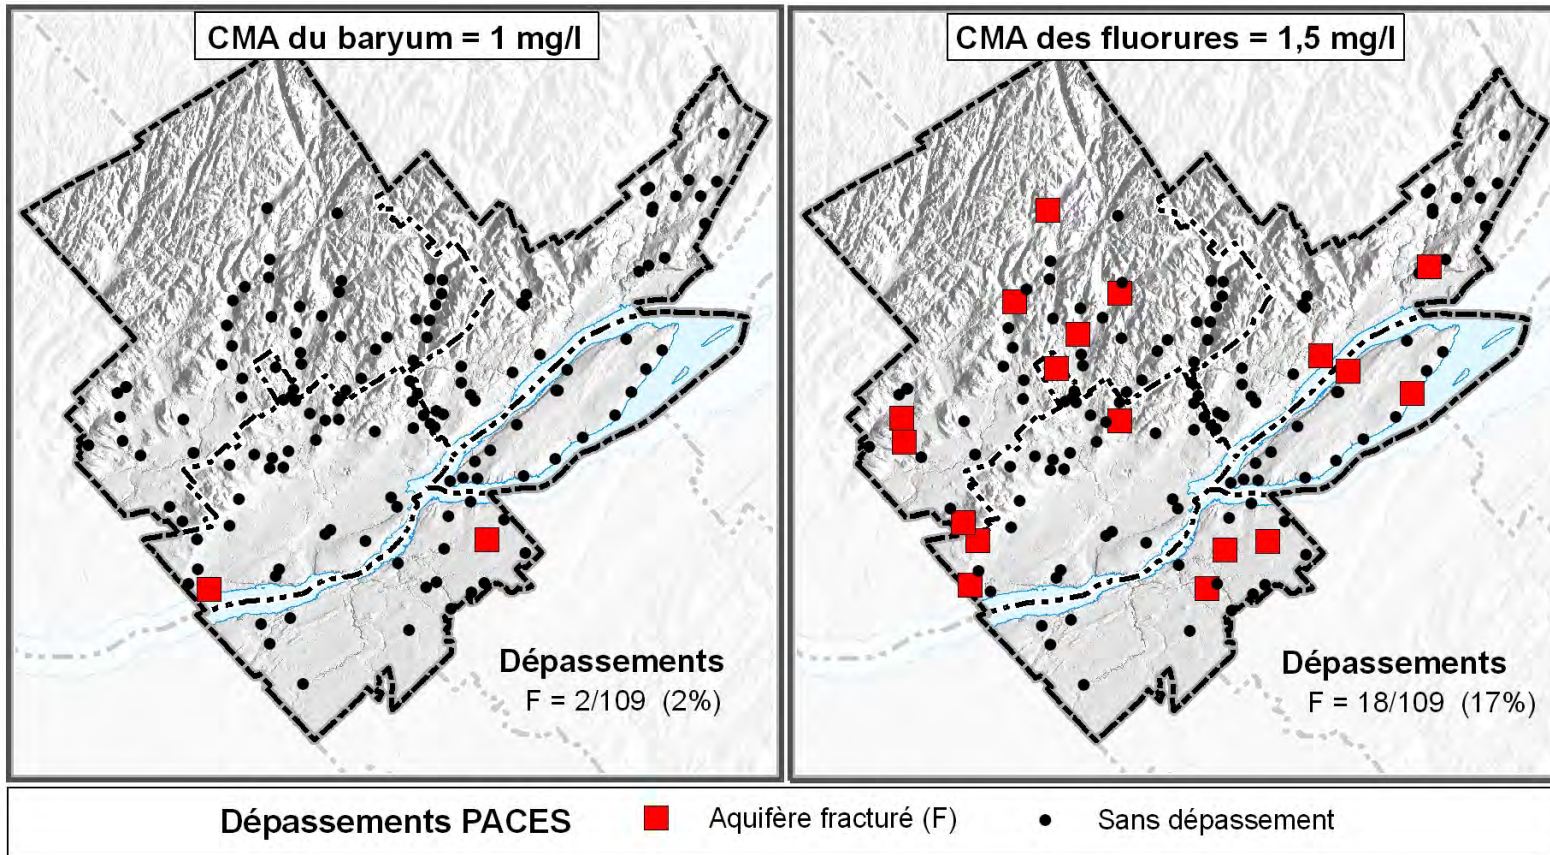 CMA du baryum = 1 mg/l
Dépassements
F = 2/109 (2%)
CMA des fluorures = 1,5 mg/l
Dépassements
F = 18/109 (17%)
Dépassements PACES
Aquifère fracturé (F)
Sans dépassement